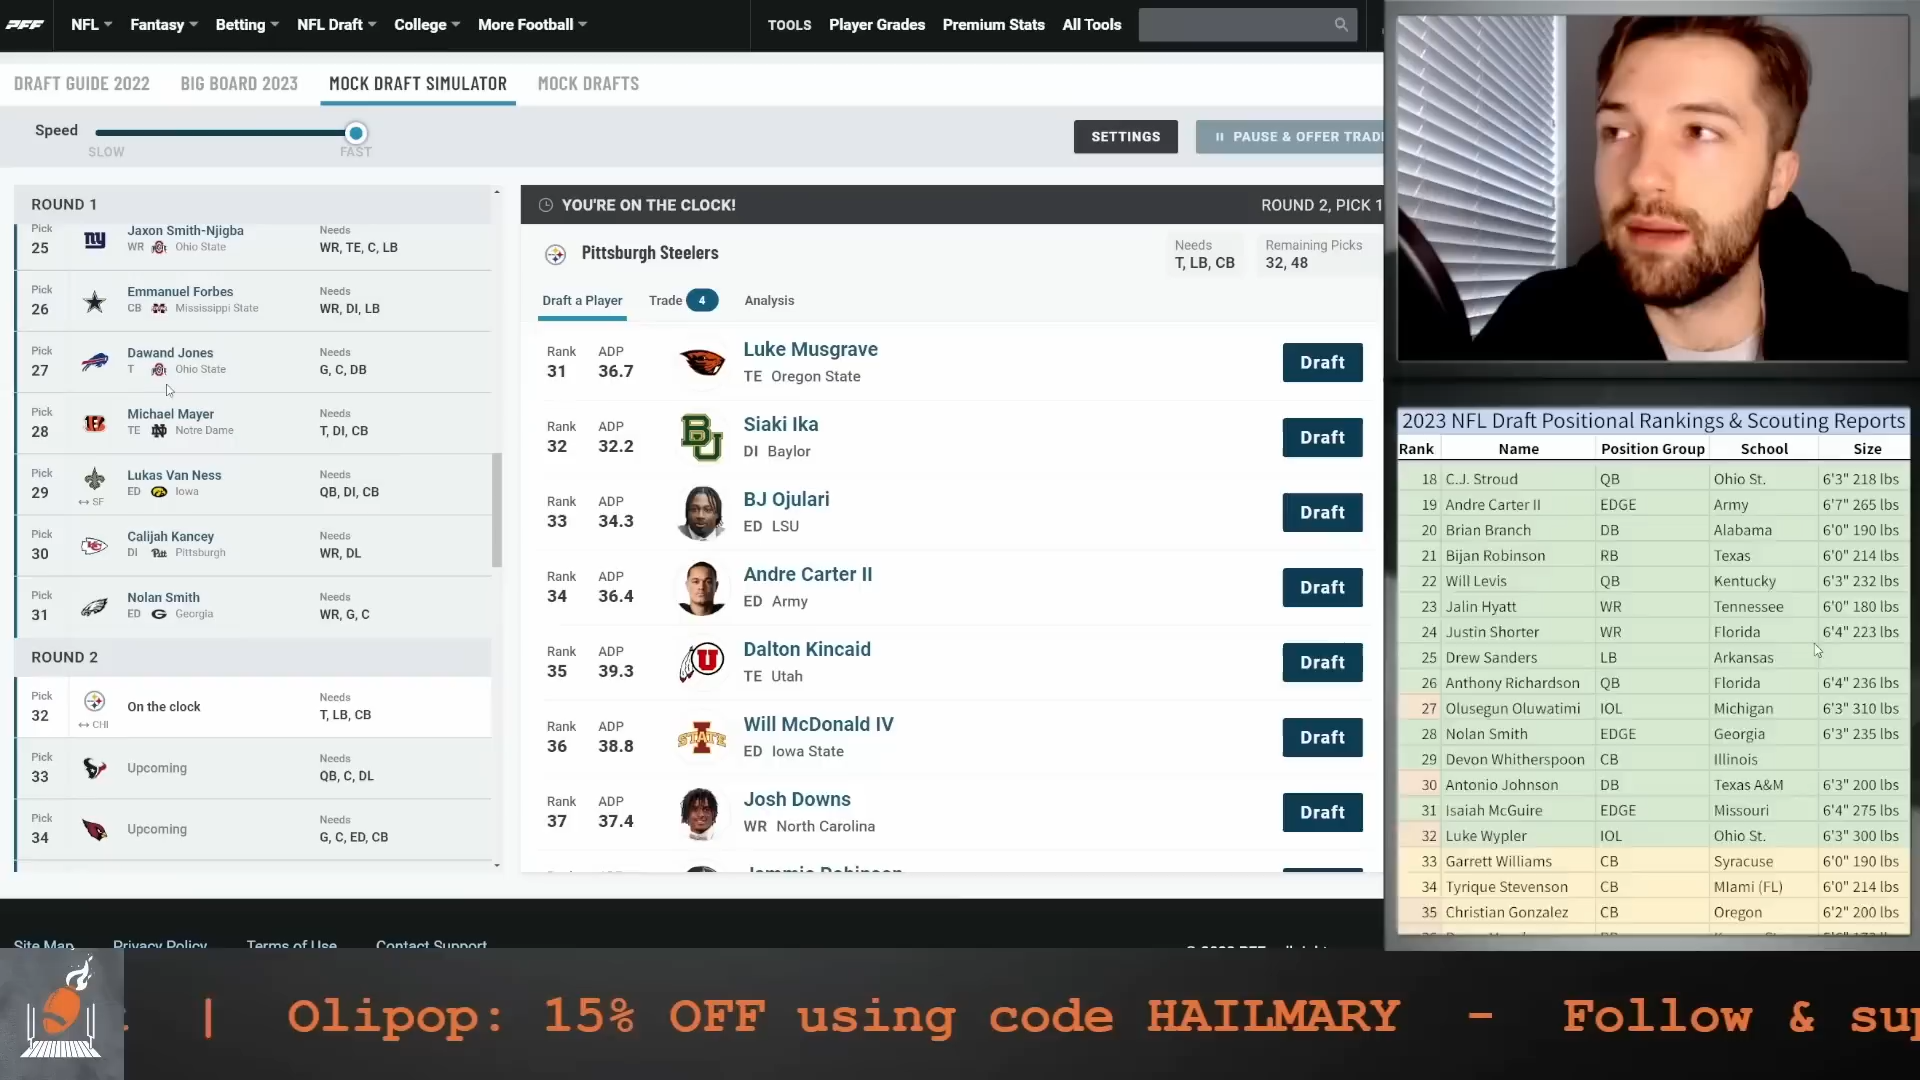 PFF NFL Fantasy Betting NFL Draft College More Football TOOLS Player Grades Premium Stats All Tools
DRAFT GUIDE 2022 BIG BOARD 2023 MOCK DRAFT SIMULATOR MOCK DRAFTS
Speed
SLOW FAST
SETTINGS PAUSE & OFFER TRAD
ROUND 1
Pick 25 Jaxon Smith-Njigba Needs
WR Ohio State WR, TE, C, LB
Pick 26 Emmanuel Forbes Needs
CB Mississippi State WR, DI, LB
Pick 27 Dawand Jones Needs
T Ohio State G, C, DB
Pick 28 Michael Mayer Needs
TE Notre Dame T, DI, CB
Pick 29 Lukas Van Ness Needs
↔ SF ED Iowa QB, DI, CB
Pick 30 Calijah Kancey Needs
DI Pitt Pittsburgh WR, DL
Pick 31 Nolan Smith Needs
ED Georgia WR, G, C
ROUND 2
Pick 32 On the clock Needs
↔ CHI T, LB, CB
Pick 33 Upcoming Needs
QB, C, DL
Pick 34 Upcoming Needs
G, C, ED, CB
YOU'RE ON THE CLOCK! ROUND 2, PICK 1
Pittsburgh Steelers Needs Remaining Picks
T, LB, CB 32, 48
Draft a Player Trade 4 Analysis
Rank ADP Luke Musgrave Draft
31 36.7 TE Oregon State
Rank ADP Siaki Ika Draft
32 32.2 BU DI Baylor
Rank ADP BJ Ojulari Draft
33 34.3 ED LSU
Rank ADP Andre Carter II Draft
34 36.4 ED Army
Rank ADP Dalton Kincaid Draft
35 39.3 U TE Utah
Rank ADP Will McDonald IV Draft
36 38.8 STATE ED Iowa State
Rank ADP Josh Downs Draft
37 37.4 WR North Carolina
Site Map Privacy Policy Terms of Use Contact Support
2023 NFL Draft Positional Rankings & Scouting Reports
Rank Name Position Group School Size
18 C.J. Stroud QB Ohio St. 6'3" 218 lbs
19 Andre Carter II EDGE Army 6'7" 265 lbs
20 Brian Branch DB Alabama 6'0" 190 lbs
21 Bijan Robinson RB Texas 6'0" 214 lbs
22 Will Levis QB Kentucky 6'3" 232 lbs
23 Jalin Hyatt WR Tennessee 6'0" 180 lbs
24 Justin Shorter WR Florida 6'4" 223 lbs
25 Drew Sanders LB Arkansas
26 Anthony Richardson QB Florida 6'4" 236 lbs
27 Olusegun Oluwatimi IOL Michigan 6'3" 310 lbs
28 Nolan Smith EDGE Georgia 6'3" 235 lbs
29 Devon Whitherspoon CB Illinois
30 Antonio Johnson DB Texas A&M 6'3" 200 lbs
31 Isaiah McGuire EDGE Missouri 6'4" 275 lbs
32 Luke Wypler IOL Ohio St. 6'3" 300 lbs
33 Garrett Williams CB Syracuse 6'0" 190 lbs
34 Tyrique Stevenson CB MIami (FL) 6'0" 214 lbs
35 Christian Gonzalez CB Oregon 6'2" 200 lbs
| Olipop: 15% OFF using code HAILMARY - Follow & sup